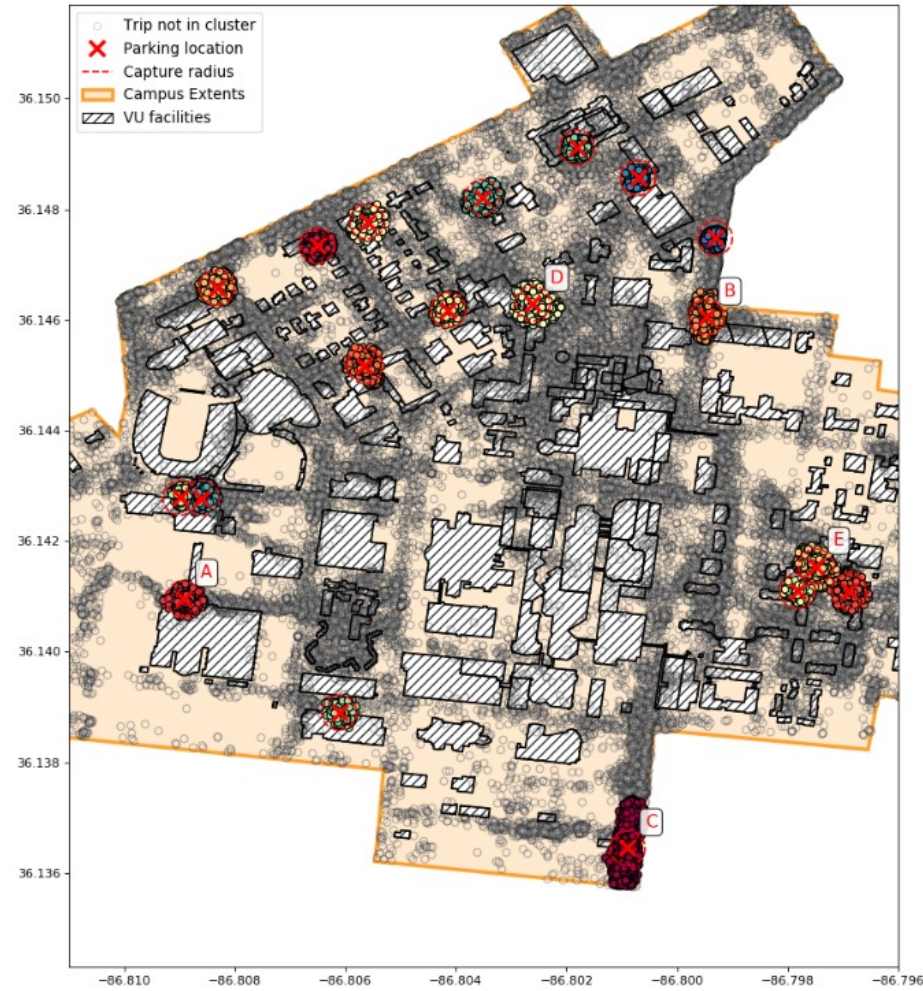 Trip not in cluster
Parking location
Capture radius
Campus Extents
VU facilities
36.150
36.148
36.146
36.144
36.142
36.140
36.138
36.136
D
B
A
E
C
−86.810
−86.808
−86.806
−86.804
−86.802
−86.800
−86.798
−86.796